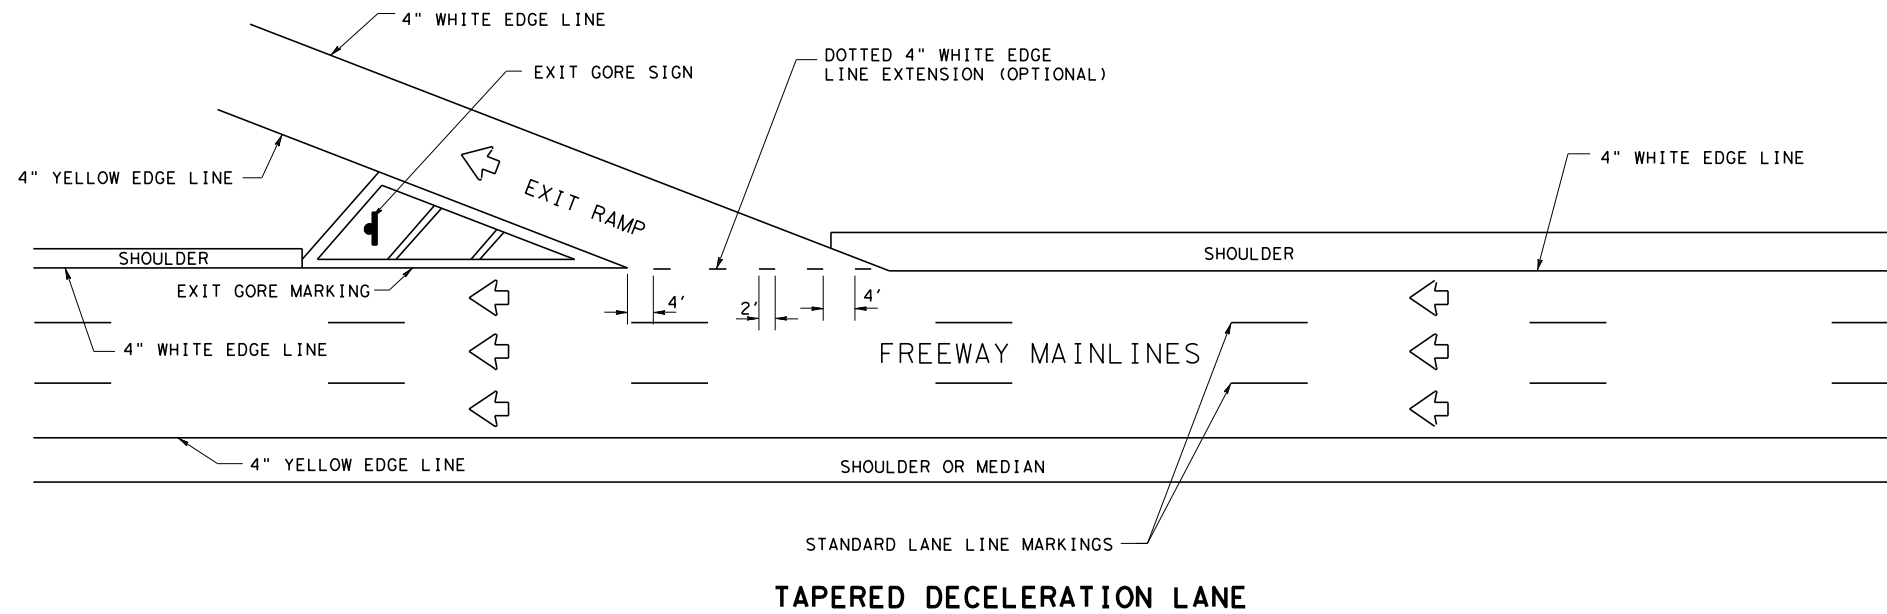 4" WHITE EDGE LINE
DOTTED 4" WHITE EDGE
LINE EXTENSION (OPTIONAL)
EXIT GORE SIGN
4" WHITE EDGE LINE
4" YELLOW EDGE LINE
EXIT RAMP
SHOULDER
SHOULDER
EXIT GORE MARKING
4'
2'
4'
4" WHITE EDGE LINE
FREEWAY MAINLINES
4" YELLOW EDGE LINE
SHOULDER OR MEDIAN
STANDARD LANE LINE MARKINGS
TAPERED DECELERATION LANE